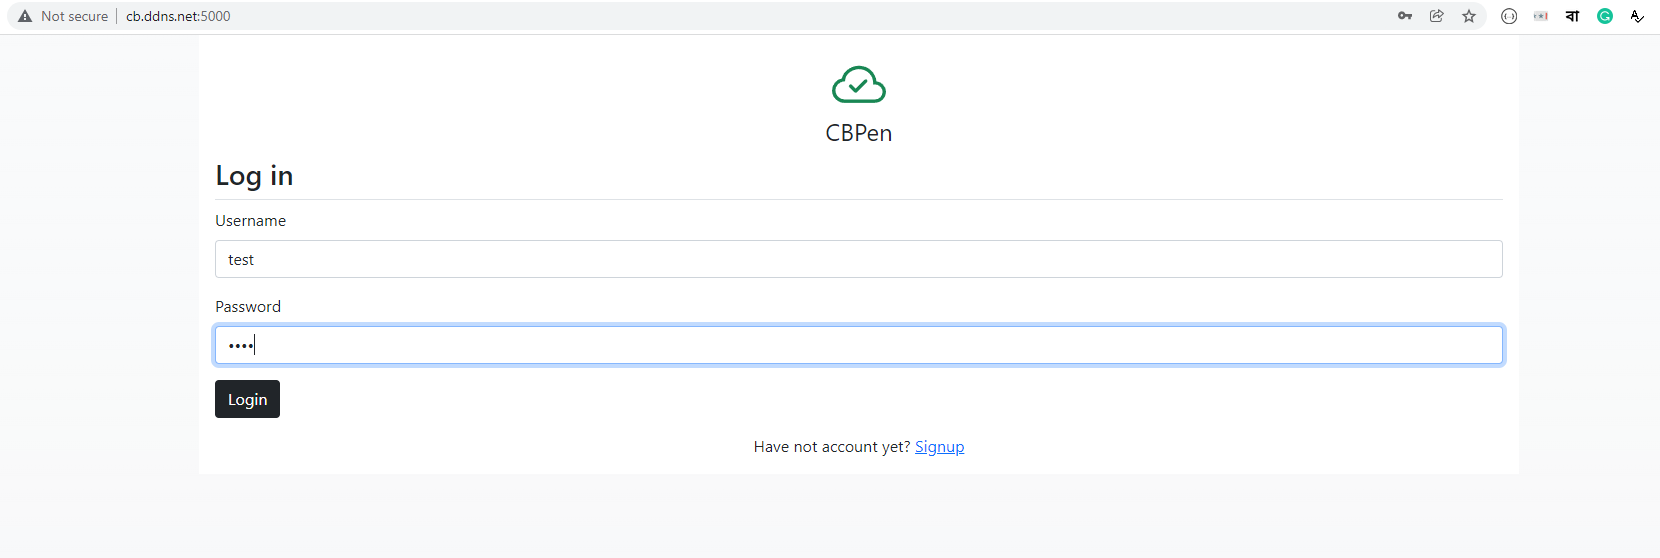 Not secure | cb.ddns.net:5000
বা
CBPen
Log in
Username
test
Password
••••
Login
Have not account yet? Signup